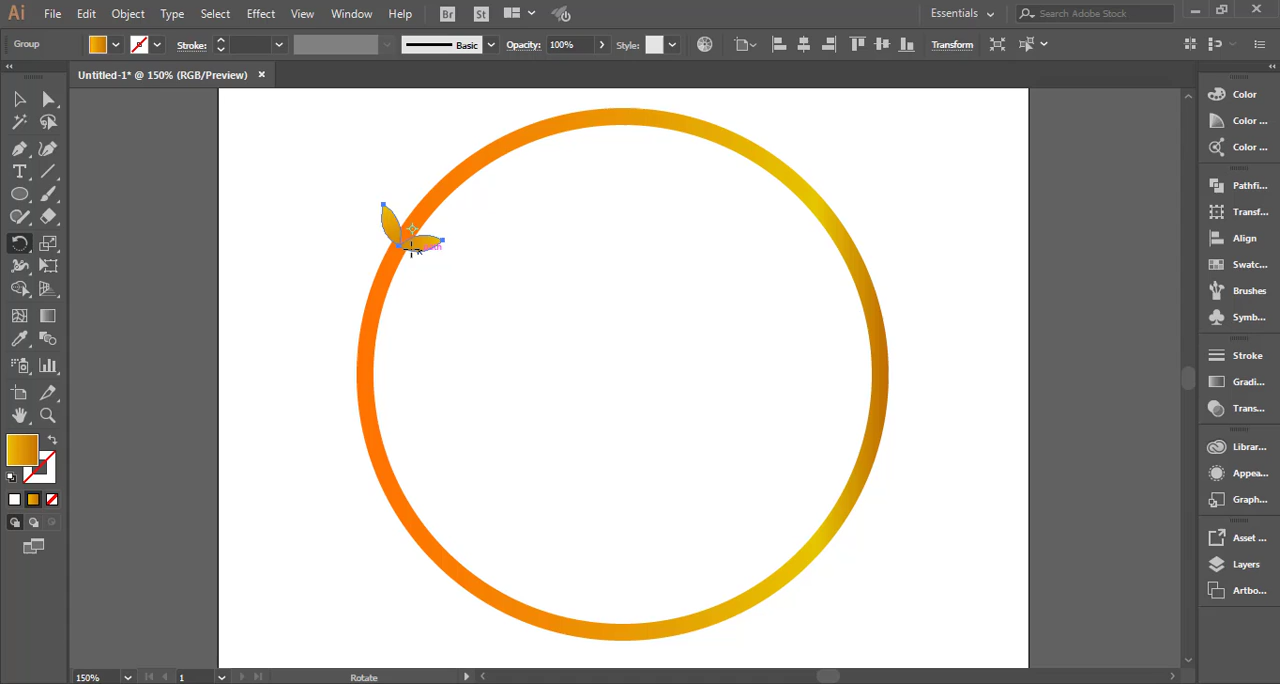 Ai File Edit Object Type Select Effect View Window Help Br St Essentials Search Adobe Stock
Group Stroke: Basic Opacity: 100% Style: Transform
Untitled-1* @ 150% (RGB/Preview) ×
Color
Color ...
Color ...
Pathfi...
Transf...
Align
Swatc...
Brushes
Symb...
Stroke
Gradi...
Trans...
Librar...
Appea...
Graph...
Asset ...
Layers
Artbo...
150% 1 Rotate